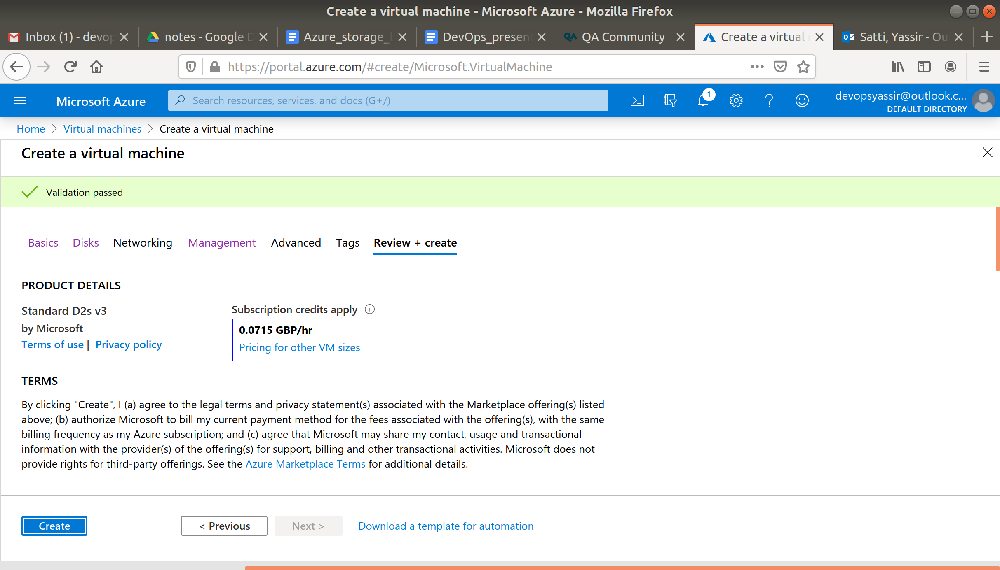 Create a virtual machine - Microsoft Azure - Mozilla Firefox
Inbox (1) - devop
notes - Google D
Azure_storage_b
DevOps_present
QA Community
Create a virtual
Satti, Yassir - Ou
https://portal.azure.com/#create/Microsoft.VirtualMachine
Microsoft Azure
Search resources, services, and docs (G+/)
1
devopsyassir@outlook.c...
DEFAULT DIRECTORY
Home > Virtual machines > Create a virtual machine
Create a virtual machine
Validation passed
Basics Disks Networking Management Advanced Tags Review + create
PRODUCT DETAILS
Standard D2s v3
by Microsoft
Terms of use | Privacy policy
Subscription credits apply
0.0715 GBP/hr
Pricing for other VM sizes
TERMS
By clicking "Create", I (a) agree to the legal terms and privacy statement(s) associated with the Marketplace offering(s) listed
above; (b) authorize Microsoft to bill my current payment method for the fees associated with the offering(s), with the same
billing frequency as my Azure subscription; and (c) agree that Microsoft may share my contact, usage and transactional
information with the provider(s) of the offering(s) for support, billing and other transactional activities. Microsoft does not
provide rights for third-party offerings. See the Azure Marketplace Terms for additional details.
Create
< Previous
Next >
Download a template for automation